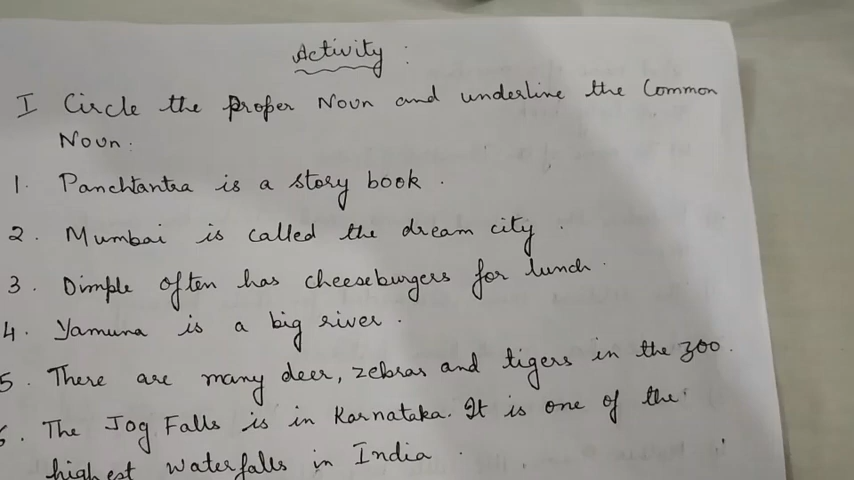 Activity :
I Circle the Proper Noun and underline the Common
Noun :
1. Panchtantra is a story book .
2. Mumbai is called the dream city .
3. Dimple often has cheeseburgers for lunch .
4. Yamuna is a big river .
5. There are many deer, zebras and tigers in the zoo .
6. The Jog Falls is in Karnataka. It is one of the
highest waterfalls in India .